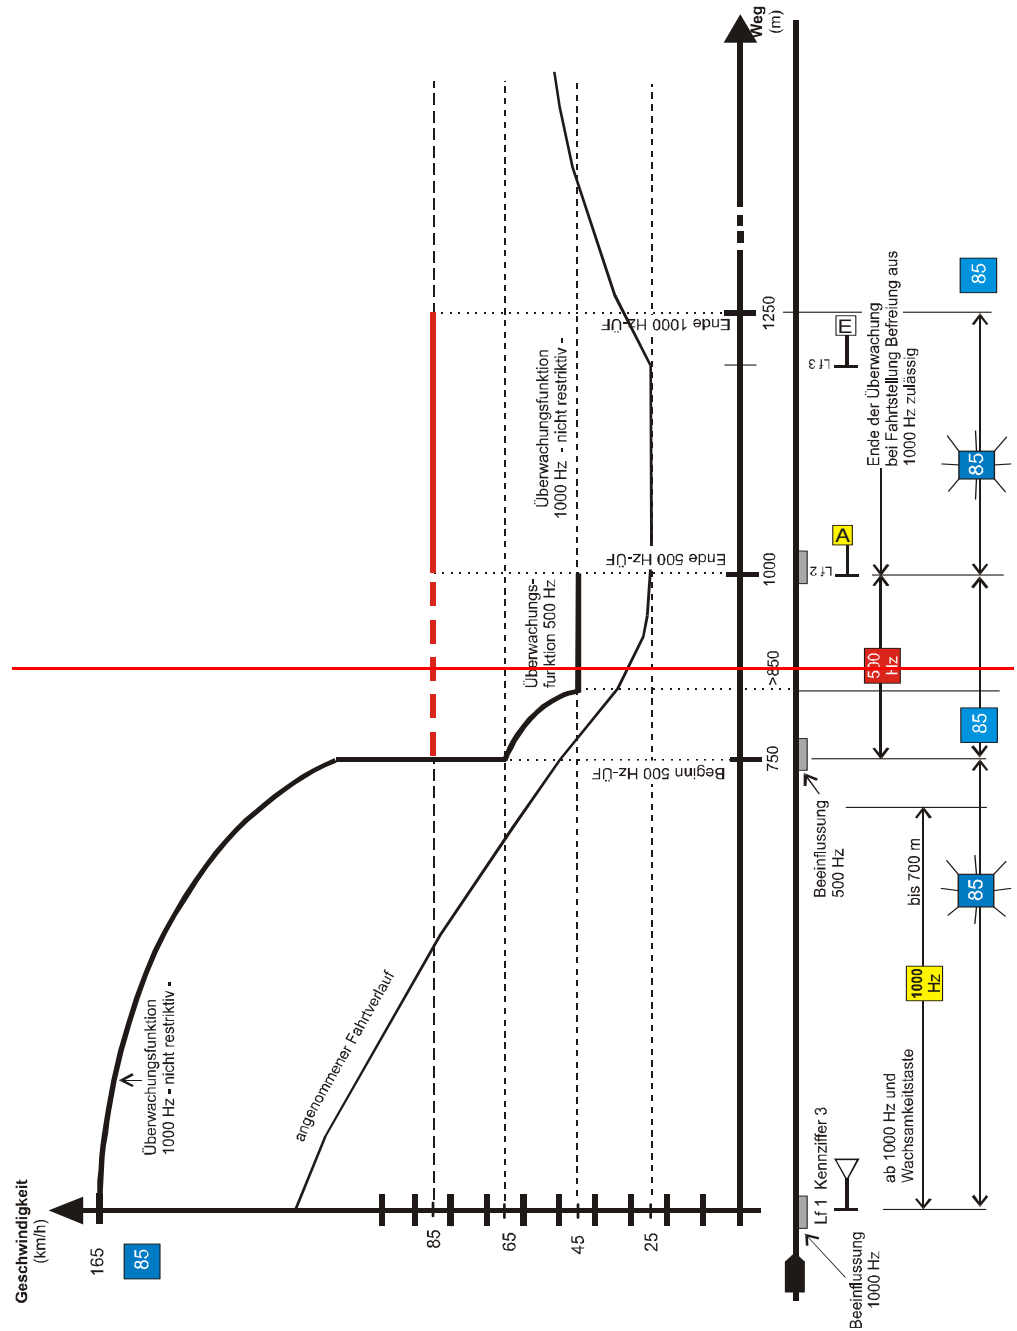 Geschwindigkeit
(km/h)
165
85
85
65
45
25
Überwachungsfunktion
1000 Hz - nicht restriktiv -
angenommener Fahrtverlauf
Überwachungs-
funktion 500 Hz
Überwachungsfunktion
1000 Hz - nicht restriktiv -
Beginn 500 Hz-ÜF
Ende 500 Hz-ÜF
Ende 1000 Hz-ÜF
750
>850
1000
1250
Weg
(m)
Beeinflussung
1000 Hz
Lf 1 Kennziffer 3
Beeinflussung
500 Hz
Lf 2
A
Lf 3
E
Ende der Überwachung
bei Fahrtstellung Befreiung aus
1000 Hz zulässig
500
Hz
ab 1000 Hz und
Wachsamkeitstaste
1000
Hz
bis 700 m
85
85
85
85